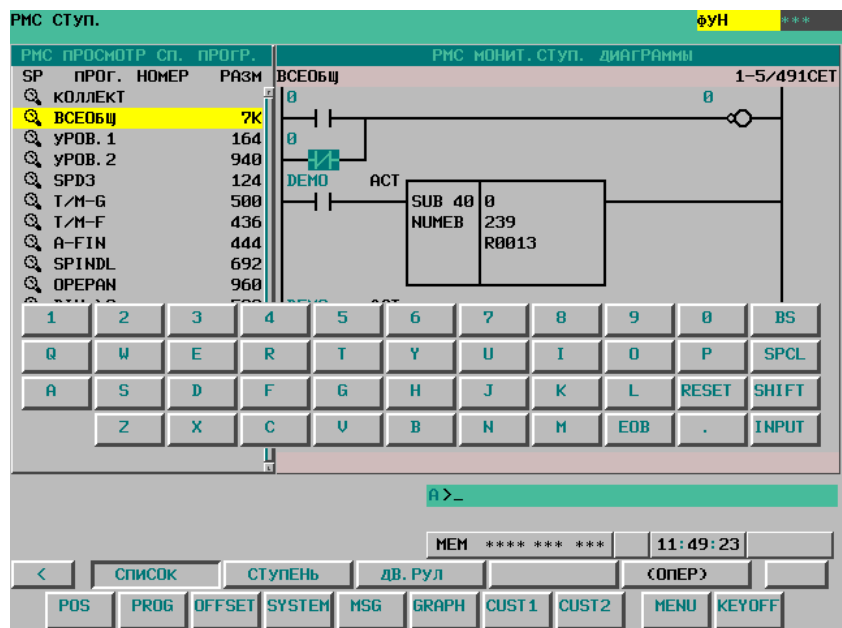 РМС СТуП.
фУН ***
РМС ПРОСМОТР СП. ПРОГР.
РМС МОНИТ.СТУП. ДИАГРАММЫ
SP ПРОГ. НОМЕР РАЗМ
ВСЕОБЩ 1-5/491СЕТ
КОЛЛЕКТ
ВСЕОБЩ 7K
УРОВ.1 164
УРОВ.2 940
SPD3 124
T/M-G 500
T/M-F 436
A-FIN 444
SPINDL 692
OPEPAN 960
0 0
0
DEMO ACT
SUB 40 0
NUMEB 239
R0013
1 2 3 4 5 6 7 8 9 0 BS
Q W E R T Y U I O P SPCL
A S D F G H J K L RESET SHIFT
Z X C V B N M EOB . INPUT
A>_
MEM **** *** *** 11:49:23
< СПИСОК СТУПЕНЬ ДВ.РУЛ (ОПЕР)
POS PROG OFFSET SYSTEM MSG GRAPH CUST1 CUST2 MENU KEYOFF